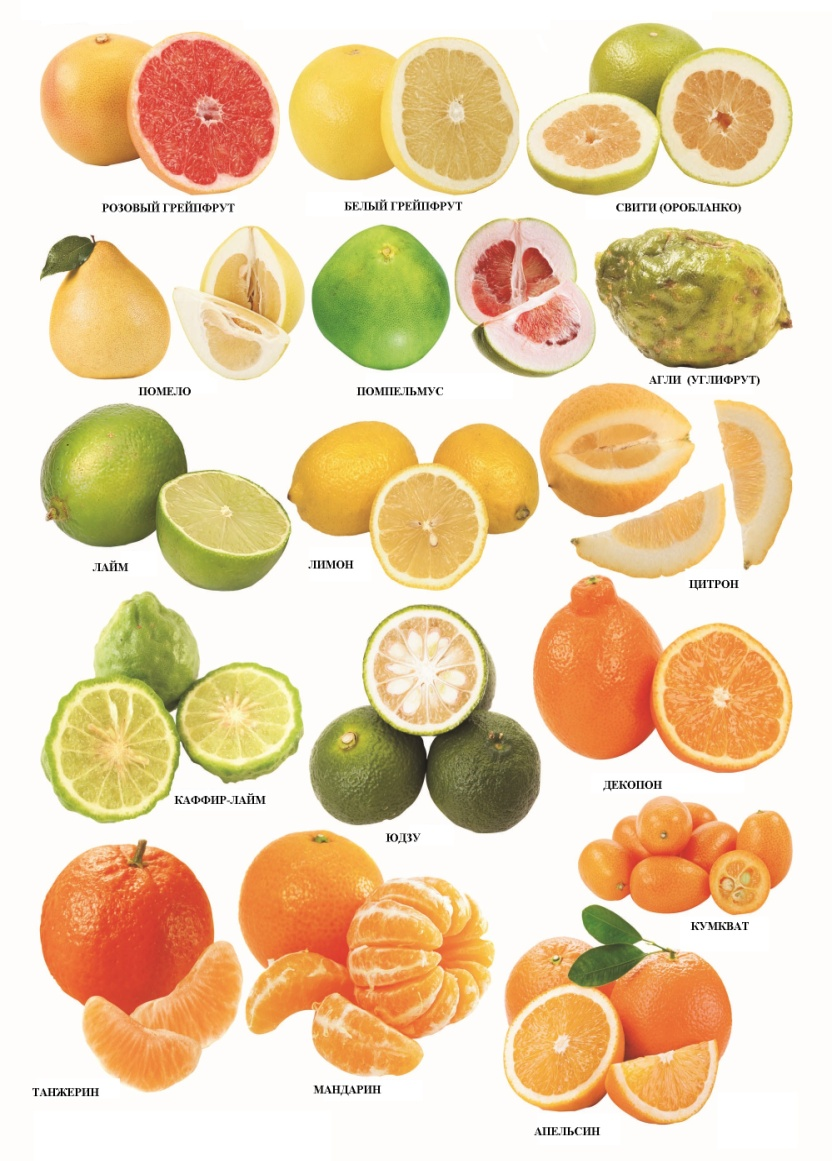 РОЗОВЫЙ ГРЕЙПФРУТ
БЕЛЫЙ ГРЕЙПФРУТ
СВИТИ (ОРОБЛАНКО)
ПОМЕЛО
ПОМПЕЛЬМУС
АГЛИ (УГЛИФРУТ)
ЛАЙМ
ЛИМОН
ЦИТРОН
КАФФИР-ЛАЙМ
ЮДЗУ
ДЕКОПОН
КУМКВАТ
ТАНЖЕРИН
МАНДАРИН
АПЕЛЬСИН